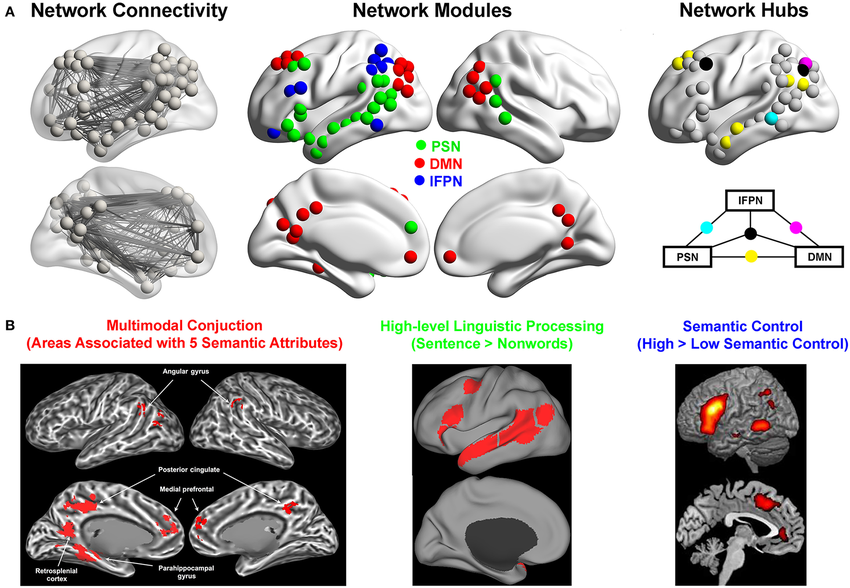 A
Network Connectivity
Network Modules
Network Hubs
PSN
DMN
IFPN
IFPN
PSN
DMN
B
Multimodal Conjuction
(Areas Associated with 5 Semantic Attributes)
High-level Linguistic Processing
(Sentence > Nonwords)
Semantic Control
(High > Low Semantic Control)
Angular gyrus
Posterior cingulate
Medial prefrontal
Retrosplenial
cortex
Parahippocampal
gyrus